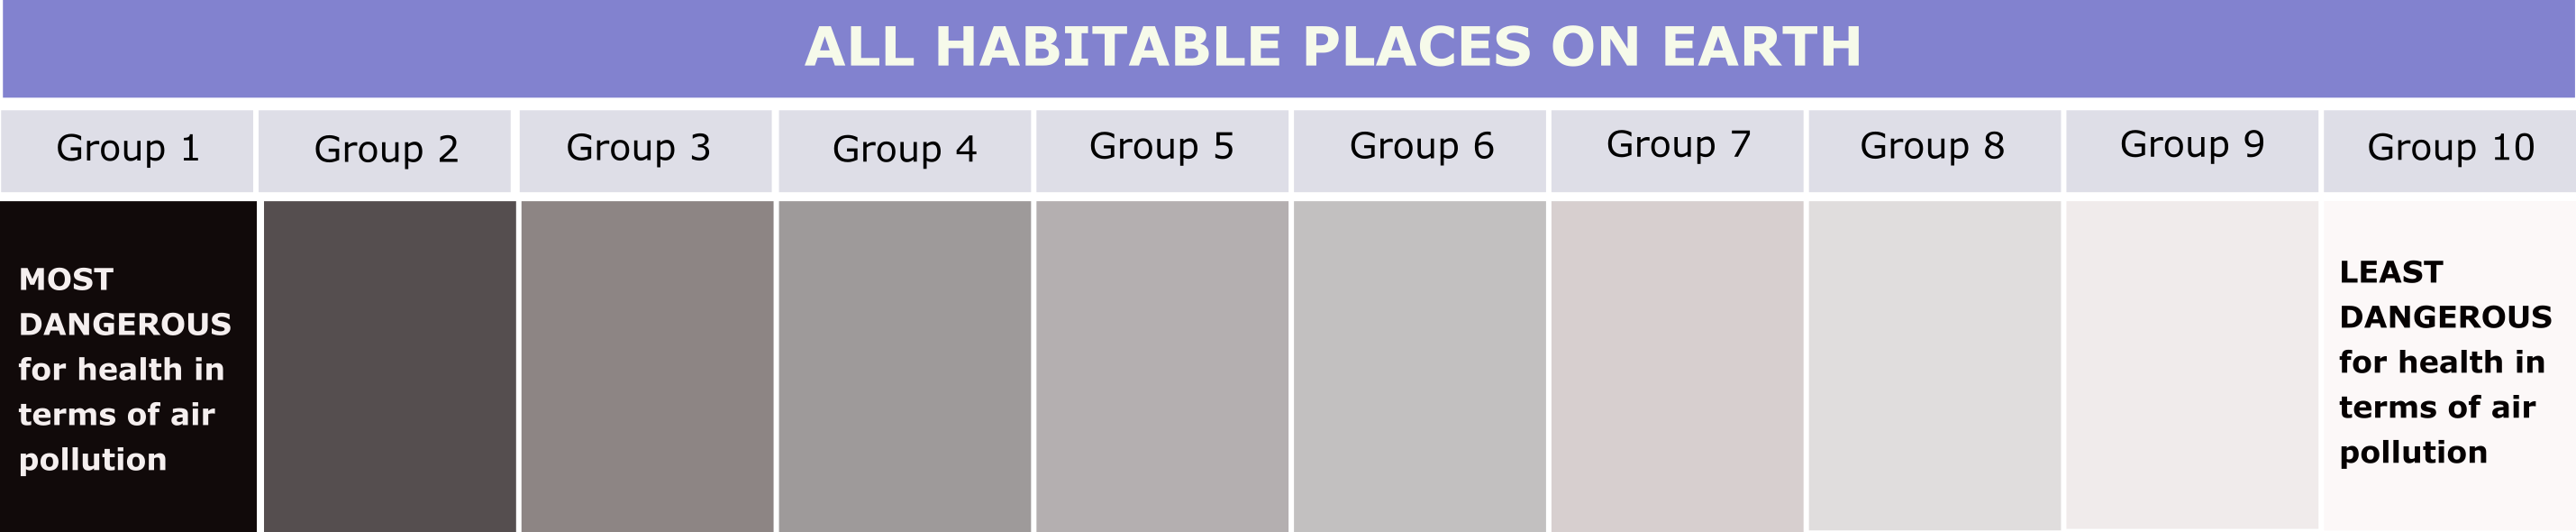 ALL HABITABLE PLACES ON EARTH
Group 1
Group 2
Group 3
Group 4
Group 5
Group 6
Group 7
Group 8
Group 9
Group 10
MOST
DANGEROUS
for health in
terms of air
pollution
LEAST
DANGEROUS
for health in
terms of air
pollution